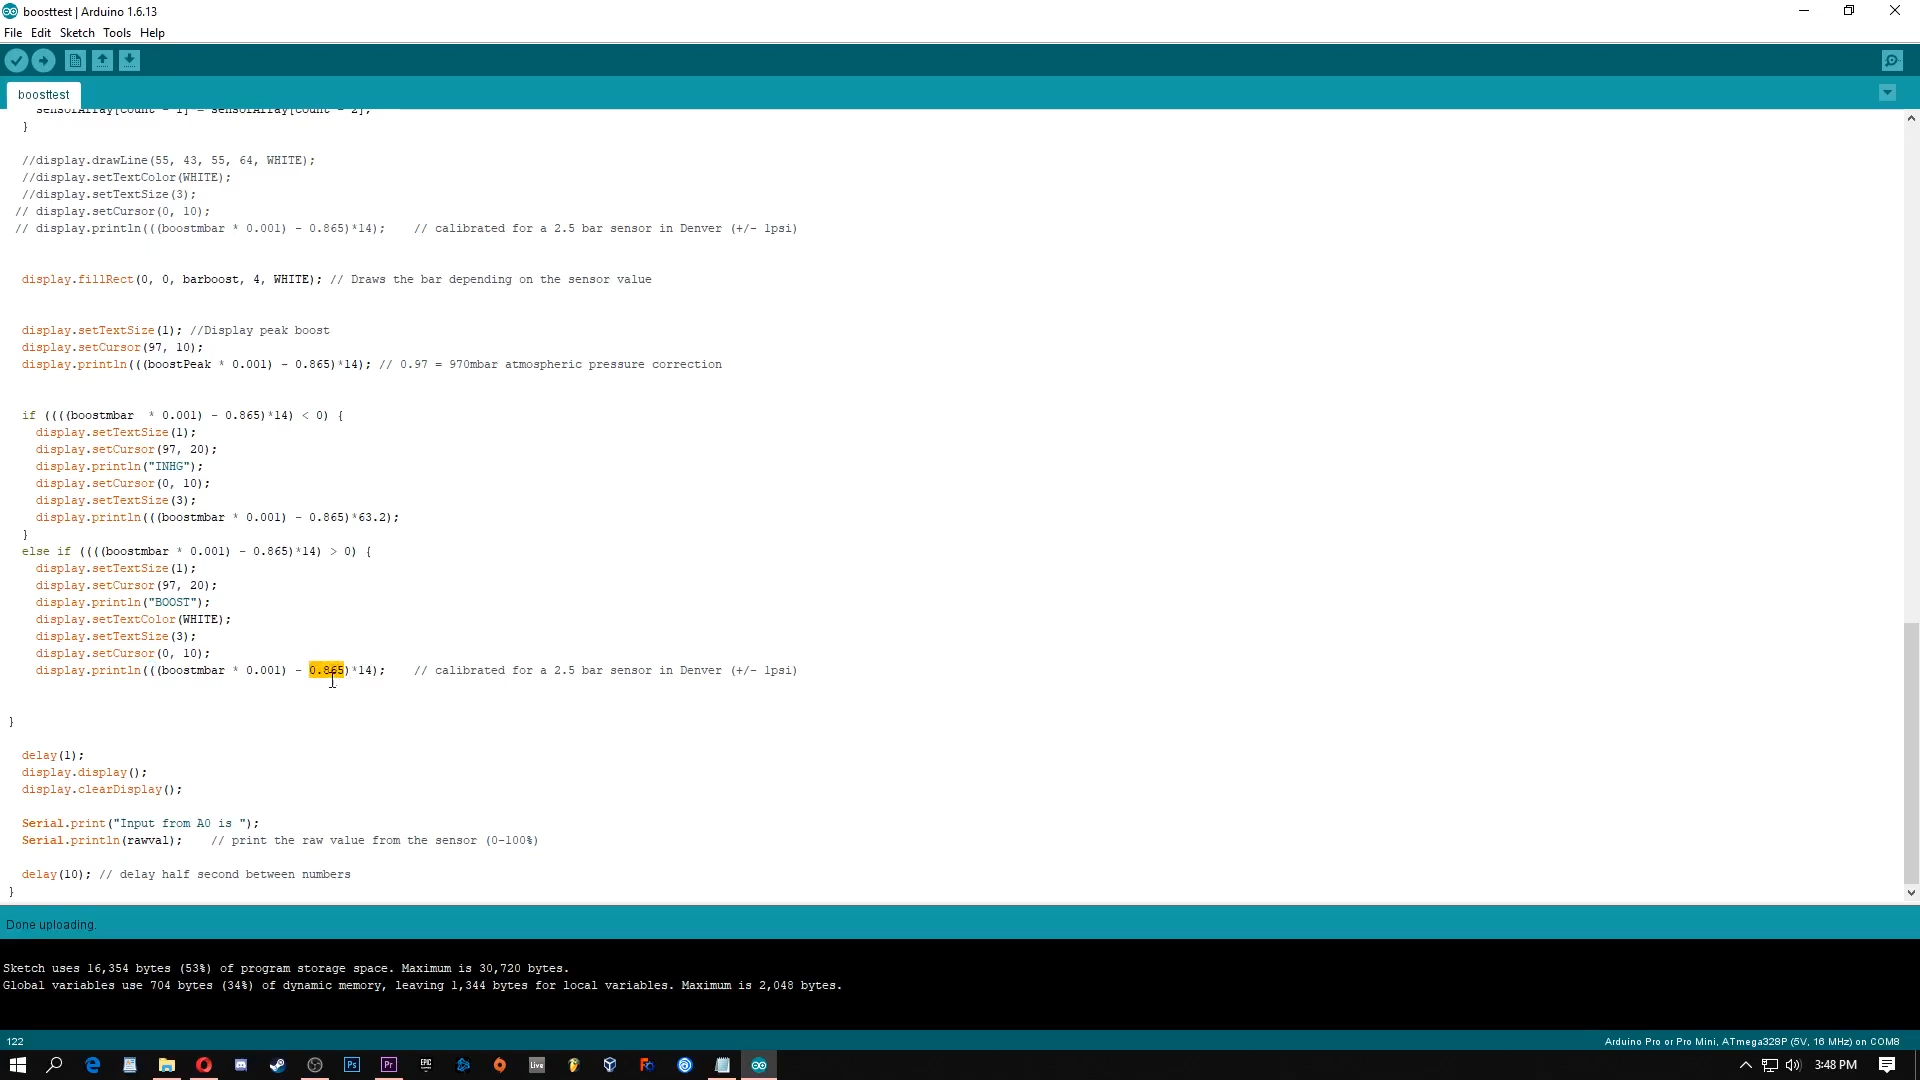 boosttest | Arduino 1.6.13
File Edit Sketch Tools Help
boosttest
sensorArray[count - 1] = sensorArray[count - 2];
}
//display.drawLine(55, 43, 55, 64, WHITE);
//display.setTextColor(WHITE);
//display.setTextSize(3);
// display.setCursor(0, 10);
// display.println(((boostmbar * 0.001) - 0.865)*14);    // calibrated for a 2.5 bar sensor in Denver (+/- 1psi)
display.fillRect(0, 0, barboost, 4, WHITE); // Draws the bar depending on the sensor value
display.setTextSize(1); //Display peak boost
display.setCursor(97, 10);
display.println(((boostPeak * 0.001) - 0.865)*14); // 0.97 = 970mbar atmospheric pressure correction
if ((((boostmbar  * 0.001) - 0.865)*14) < 0) {
display.setTextSize(1);
display.setCursor(97, 20);
display.println("INHG");
display.setCursor(0, 10);
display.setTextSize(3);
display.println(((boostmbar * 0.001) - 0.865)*63.2);
}
else if ((((boostmbar * 0.001) - 0.865)*14) > 0) {
display.setTextSize(1);
display.setCursor(97, 20);
display.println("BOOST");
display.setTextColor(WHITE);
display.setTextSize(3);
display.setCursor(0, 10);
display.println(((boostmbar * 0.001) - 0.865)*14);    // calibrated for a 2.5 bar sensor in Denver (+/- 1psi)
}
delay(1);
display.display();
display.clearDisplay();
Serial.print("Input from A0 is ");
Serial.println(rawval);    // print the raw value from the sensor (0-100%)
delay(10); // delay half second between numbers
}
Done uploading.
Sketch uses 16,354 bytes (53%) of program storage space. Maximum is 30,720 bytes.
Global variables use 704 bytes (34%) of dynamic memory, leaving 1,344 bytes for local variables. Maximum is 2,048 bytes.
122
Arduino Pro or Pro Mini, ATmega328P (5V, 16 MHz) on COM8
Ps Pr EPIC Live
3:48 PM